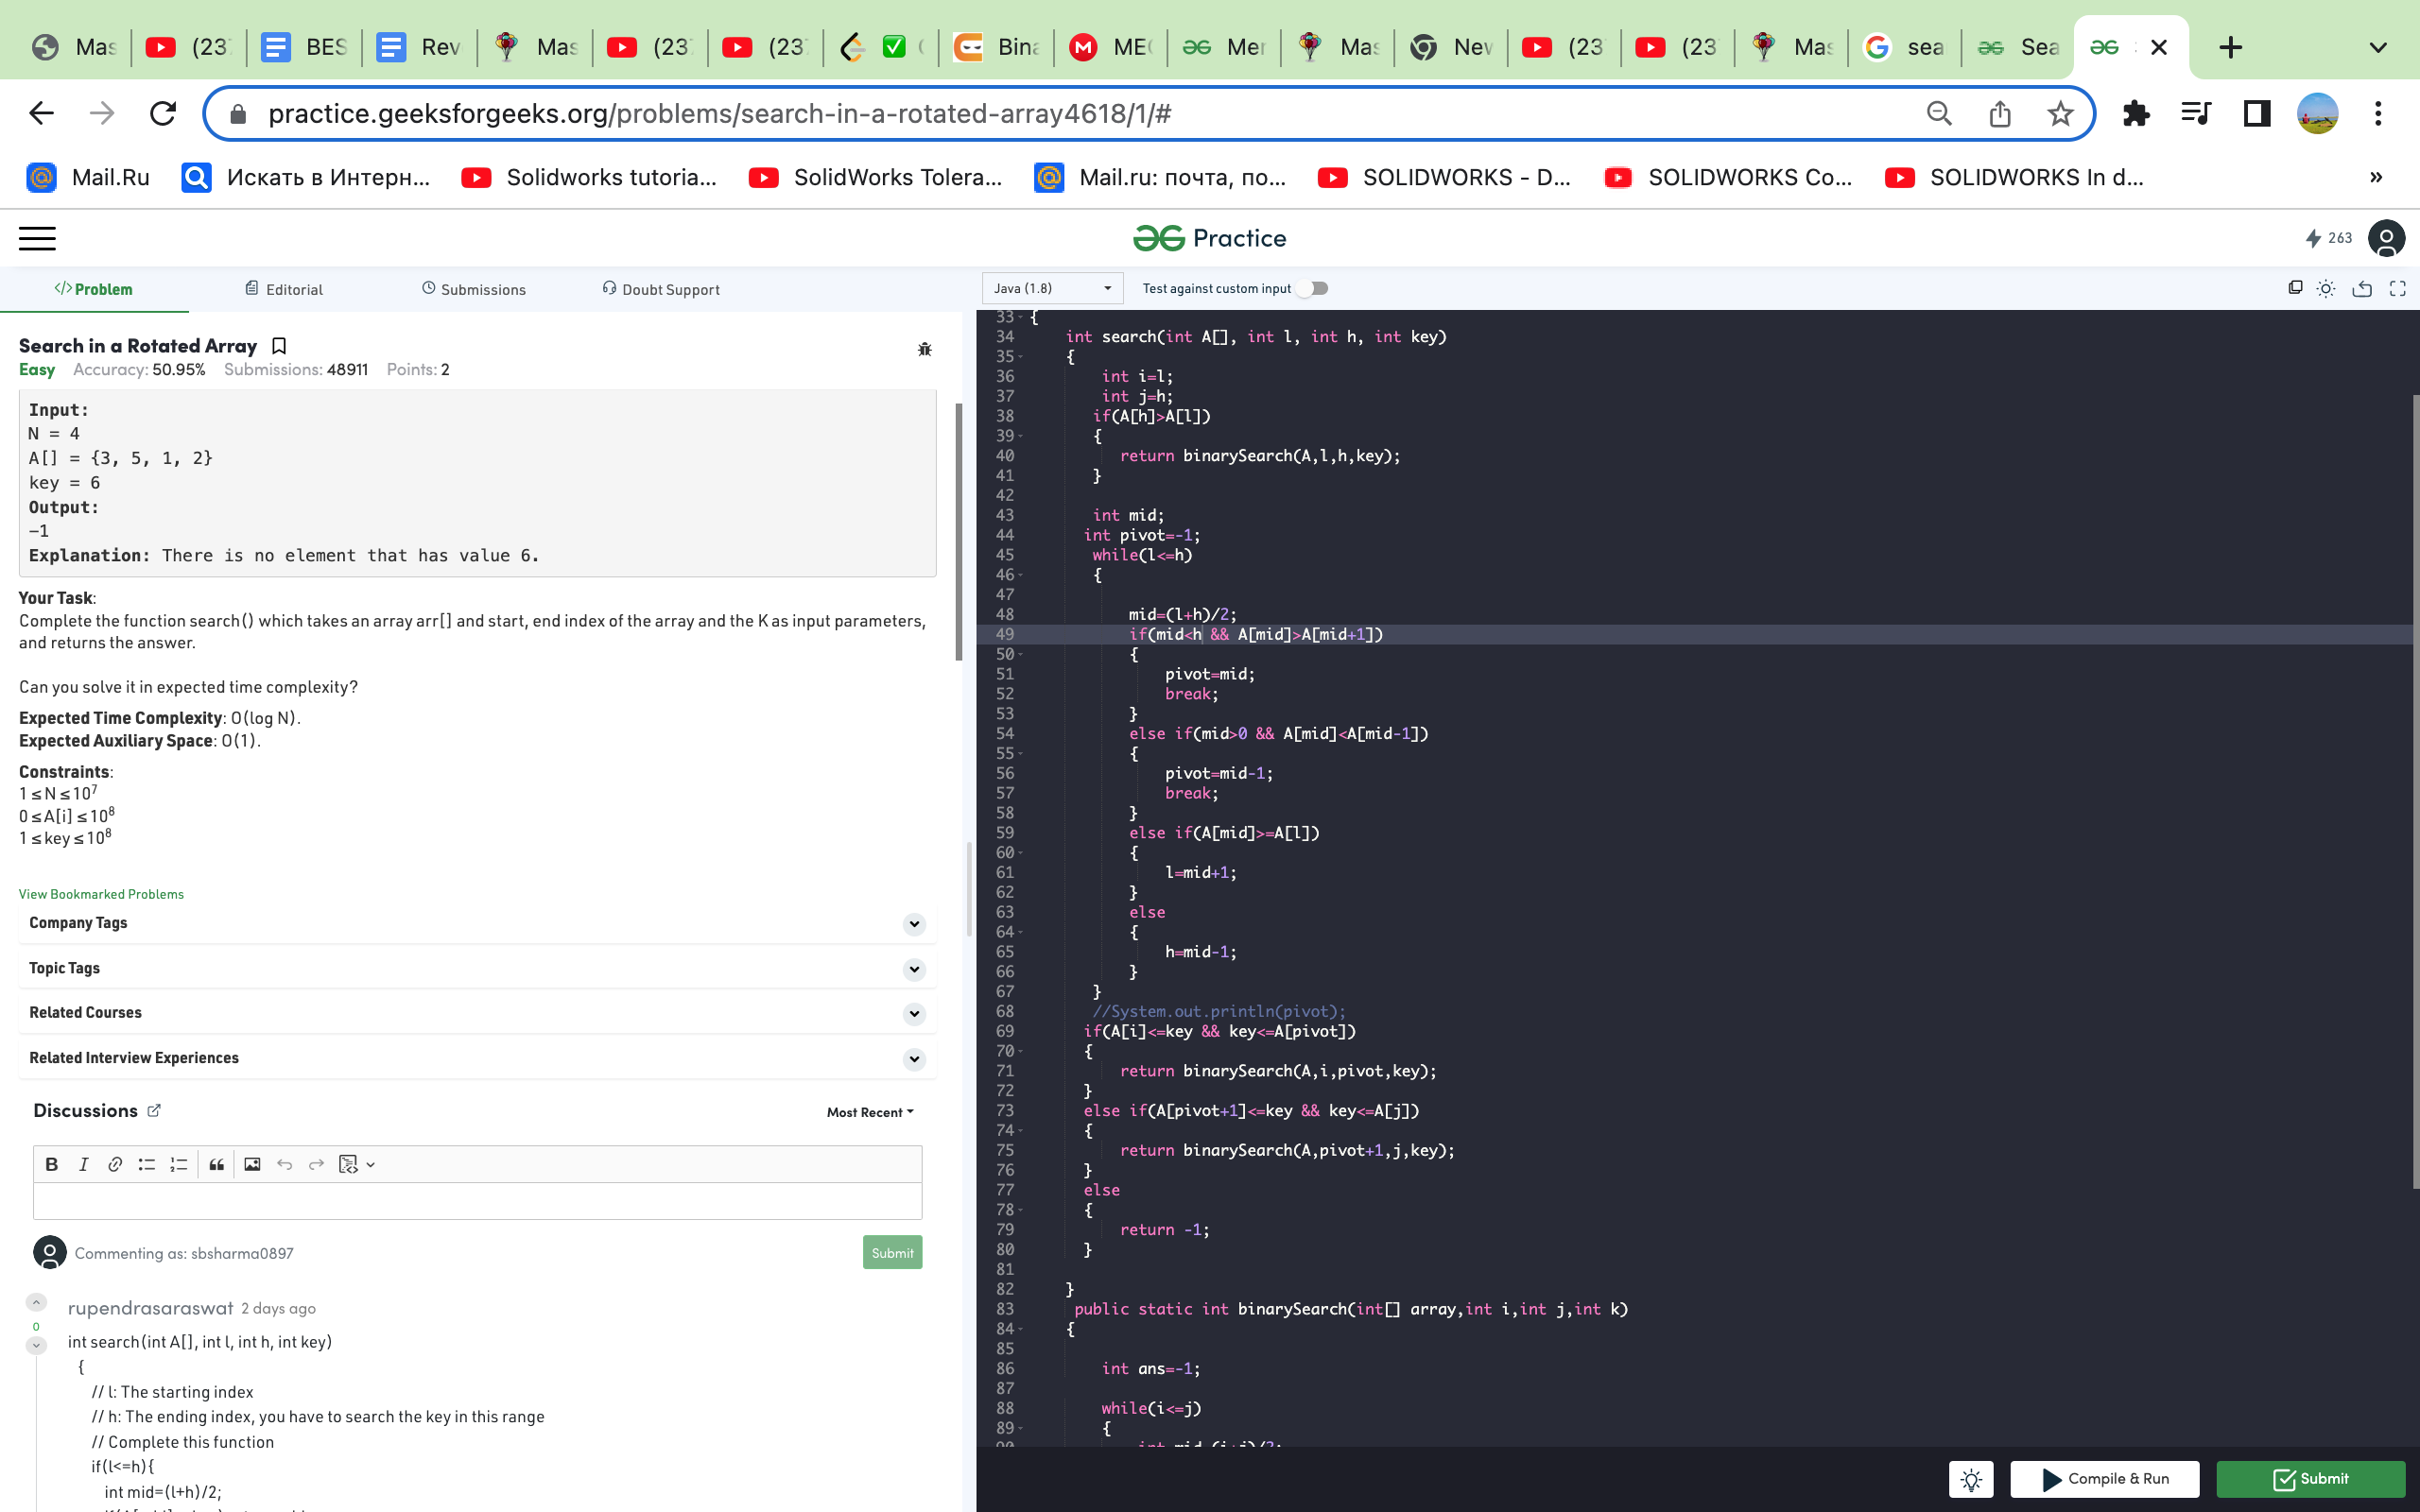 Mas
(23
BES
Rev
Mas
(23
(23
Bina
ME
Mer
Mas
Nev
(23
(23
Mas
sea
Sea
practice.geeksforgeeks.org/problems/search-in-a-rotated-array4618/1/#
Mail.Ru
Искать в Интерн...
Solidworks tutoria...
SolidWorks Tolera...
Mail.ru: почта, по...
SOLIDWORKS - D...
SOLIDWORKS Co...
SOLIDWORKS In d...
»
Practice
263
</> Problem
Editorial
Submissions
Doubt Support
Search in a Rotated Array
Easy Accuracy: 50.95% Submissions: 48911 Points: 2
Input:
N = 4
A[] = {3, 5, 1, 2}
key = 6
Output:
-1
Explanation: There is no element that has value 6.
Your Task:
Complete the function search() which takes an array arr[] and start, end index of the array and the K as input parameters,
and returns the answer.
Can you solve it in expected time complexity?
Expected Time Complexity: O(log N).
Expected Auxiliary Space: O(1).
Constraints:
1 ≤ N ≤ 10⁷
0 ≤ A[i] ≤ 10⁸
1 ≤ key ≤ 10⁸
View Bookmarked Problems
Company Tags
Topic Tags
Related Courses
Related Interview Experiences
Discussions
Most Recent
B I
Commenting as: sbsharma0897
Submit
rupendrasaraswat 2 days ago
0
int search(int A[], int l, int h, int key)
{
// l: The starting index
// h: The ending index, you have to search the key in this range
// Complete this function
if(l<=h){
int mid=(l+h)/2;
Java (1.8)
Test against custom input
33 {
34 int search(int A[], int l, int h, int key)
35 {
36 int i=l;
37 int j=h;
38 if(A[h]>A[l])
39 {
40 return binarySearch(A,l,h,key);
41 }
42
43 int mid;
44 int pivot=-1;
45 while(l<=h)
46 {
47
48 mid=(l+h)/2;
49 if(mid<h && A[mid]>A[mid+1])
50 {
51 pivot=mid;
52 break;
53 }
54 else if(mid>0 && A[mid]<A[mid-1])
55 {
56 pivot=mid-1;
57 break;
58 }
59 else if(A[mid]>=A[l])
60 {
61 l=mid+1;
62 }
63 else
64 {
65 h=mid-1;
66 }
67 }
68 //System.out.println(pivot);
69 if(A[i]<=key && key<=A[pivot])
70 {
71 return binarySearch(A,i,pivot,key);
72 }
73 else if(A[pivot+1]<=key && key<=A[j])
74 {
75 return binarySearch(A,pivot+1,j,key);
76 }
77 else
78 {
79 return -1;
80 }
81
82 }
83 public static int binarySearch(int[] array,int i,int j,int k)
84 {
85
86 int ans=-1;
87
88 while(i<=j)
89 {
Compile & Run
Submit